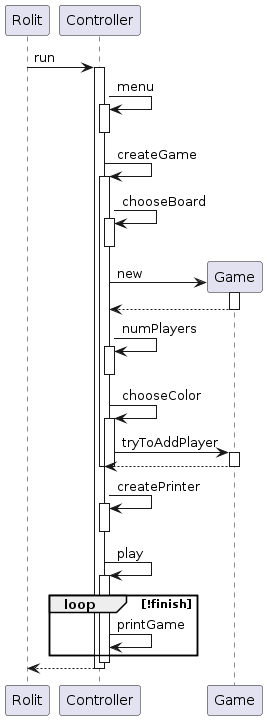 Rolit Controller
run
menu
createGame
chooseBoard
new
Game
numPlayers
chooseColor
tryToAddPlayer
createPrinter
play
loop [!finish]
printGame
Rolit Controller Game